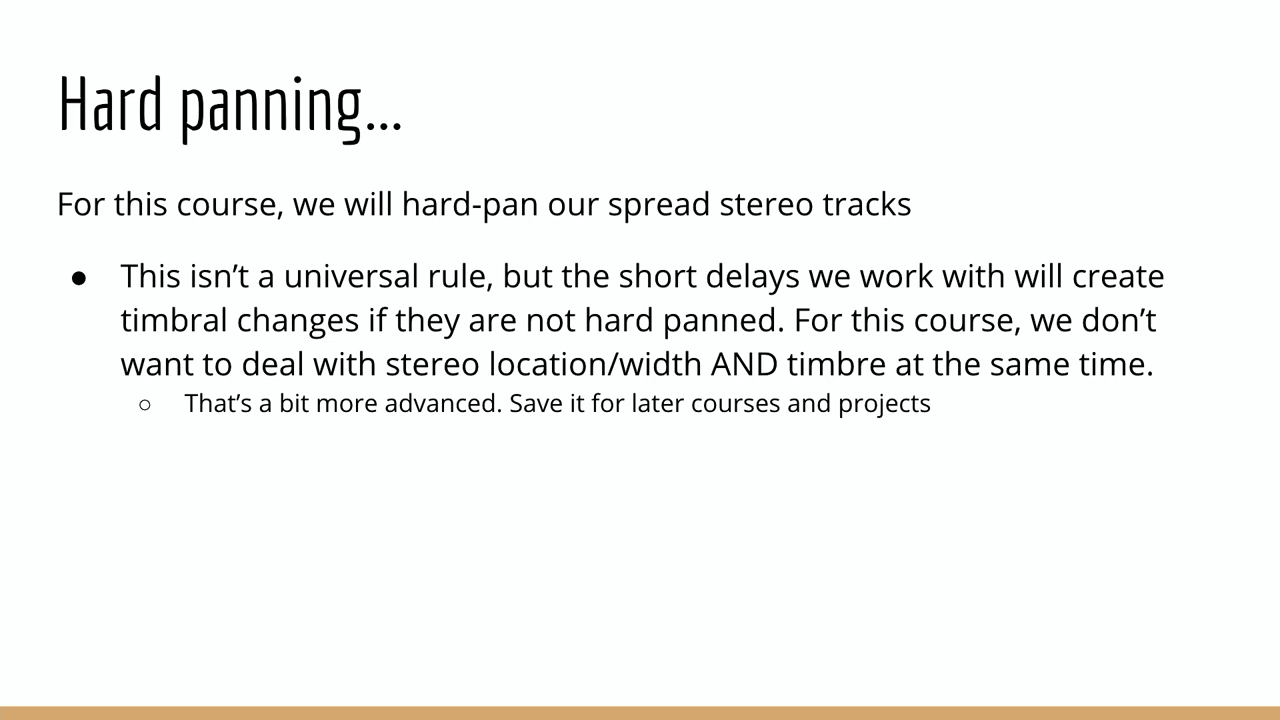 Hard panning...
For this course, we will hard-pan our spread stereo tracks
● This isn’t a universal rule, but the short delays we work with will create
timbral changes if they are not hard panned. For this course, we don’t
want to deal with stereo location/width AND timbre at the same time.
○ That’s a bit more advanced. Save it for later courses and projects